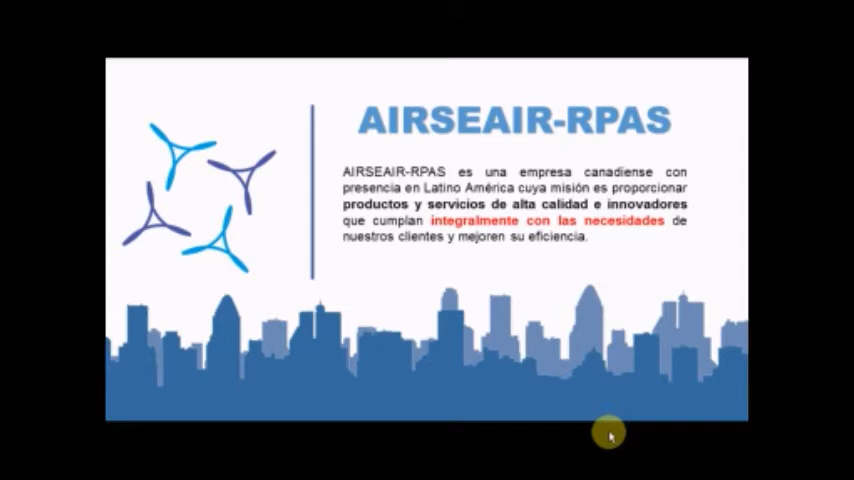 AIRSEAIR-RPAS
AIRSEAIR-RPAS es una empresa canadiense con
presencia en Latino América cuya misión es proporcionar
productos y servicios de alta calidad e innovadores
que cumplan integralmente con las necesidades de
nuestros clientes y mejoren su eficiencia.